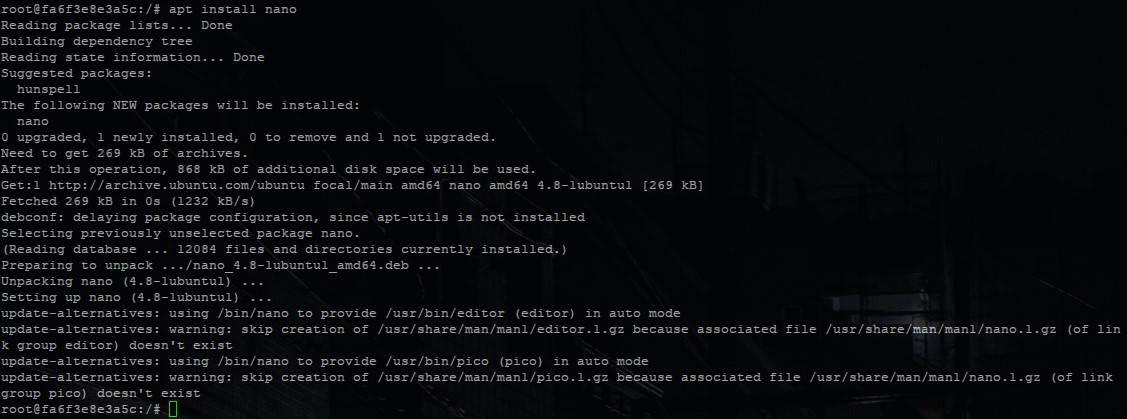 root@fa6f3e8e3a5c:/# apt install nano
Reading package lists... Done
Building dependency tree
Reading state information... Done
Suggested packages:
  hunspell
The following NEW packages will be installed:
  nano
0 upgraded, 1 newly installed, 0 to remove and 1 not upgraded.
Need to get 269 kB of archives.
After this operation, 868 kB of additional disk space will be used.
Get:1 http://archive.ubuntu.com/ubuntu focal/main amd64 nano amd64 4.8-1ubuntu1 [269 kB]
Fetched 269 kB in 0s (1232 kB/s)
debconf: delaying package configuration, since apt-utils is not installed
Selecting previously unselected package nano.
(Reading database ... 12084 files and directories currently installed.)
Preparing to unpack .../nano_4.8-1ubuntu1_amd64.deb ...
Unpacking nano (4.8-1ubuntu1) ...
Setting up nano (4.8-1ubuntu1) ...
update-alternatives: using /bin/nano to provide /usr/bin/editor (editor) in auto mode
update-alternatives: warning: skip creation of /usr/share/man/man1/editor.1.gz because associated file /usr/share/man/man1/nano.1.gz (of lin
k group editor) doesn't exist
update-alternatives: using /bin/nano to provide /usr/bin/pico (pico) in auto mode
update-alternatives: warning: skip creation of /usr/share/man/man1/pico.1.gz because associated file /usr/share/man/man1/nano.1.gz (of link
group pico) doesn't exist
root@fa6f3e8e3a5c:/#